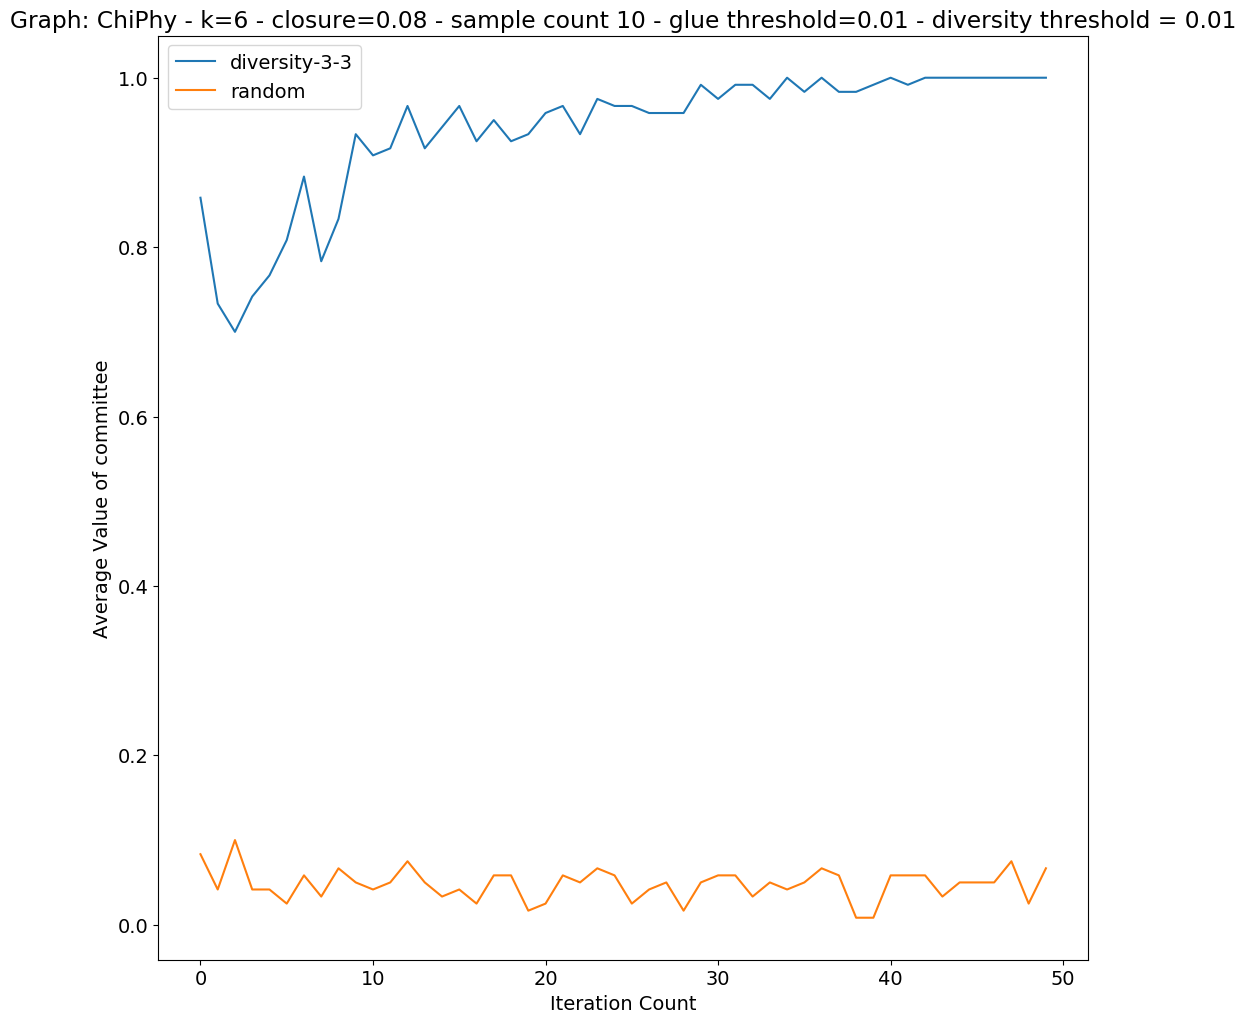 Graph: ChiPhy - k=6 - closure=0.08 - sample count 10 - glue threshold=0.01 - diversity threshold = 0.01
diversity-3-3
random
1.0
0.8
0.6
0.4
0.2
0.0
Average Value of committee
0 10 20 30 40 50
Iteration Count